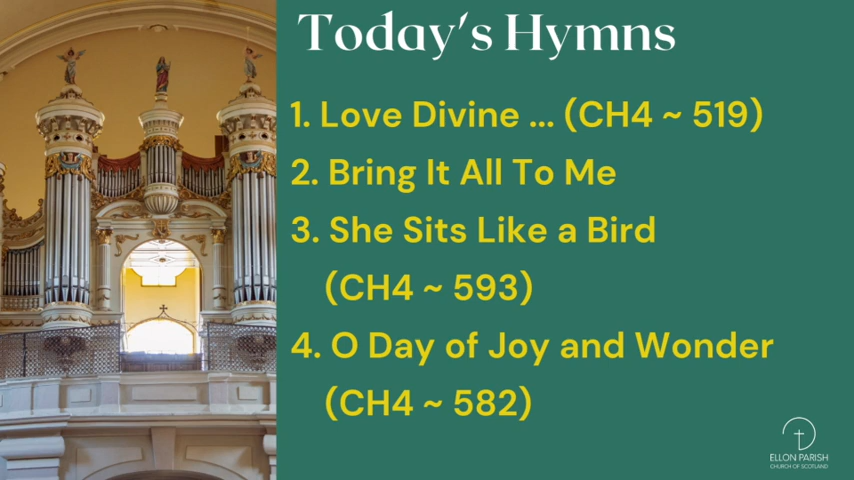 Today's Hymns
1. Love Divine ... (CH4 ~ 519)
2. Bring It All To Me
3. She Sits Like a Bird
(CH4 ~ 593)
4. O Day of Joy and Wonder
(CH4 ~ 582)
ELLON PARISH
CHURCH OF SCOTLAND